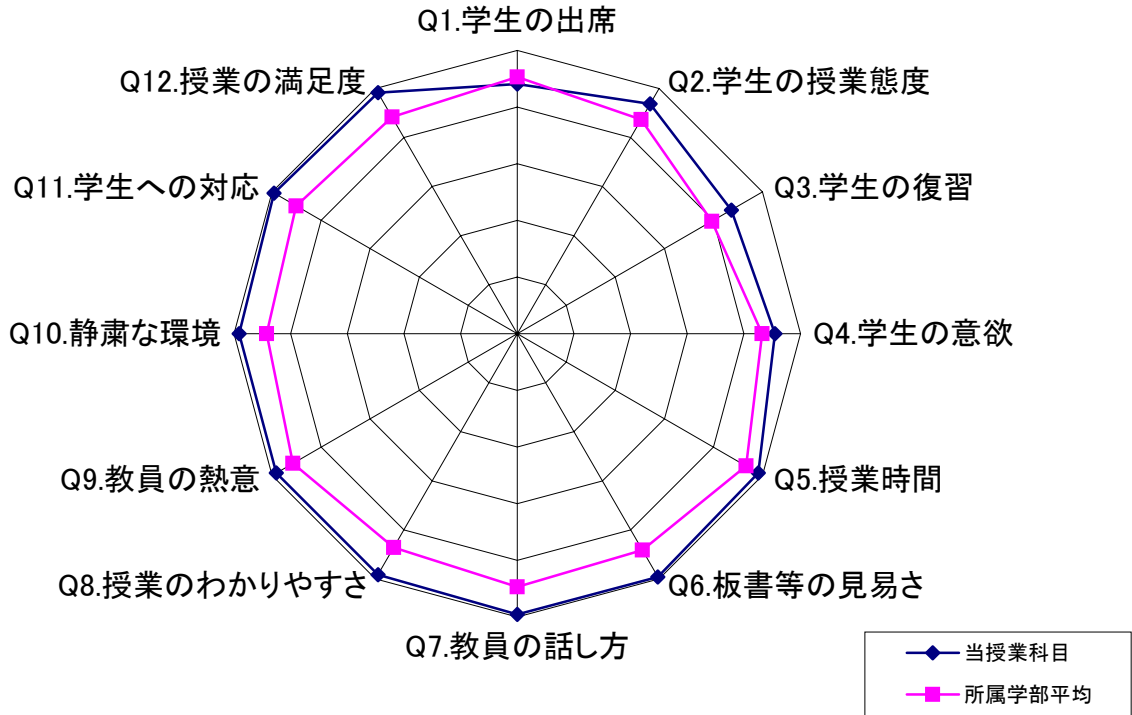 Q1.学生の出席
Q2.学生の授業態度
Q3.学生の復習
Q4.学生の意欲
Q5.授業時間
Q6.板書等の見易さ
Q7.教員の話し方
Q8.授業のわかりやすさ
Q9.教員の熱意
Q10.静粛な環境
Q11.学生への対応
Q12.授業の満足度
当授業科目
所属学部平均